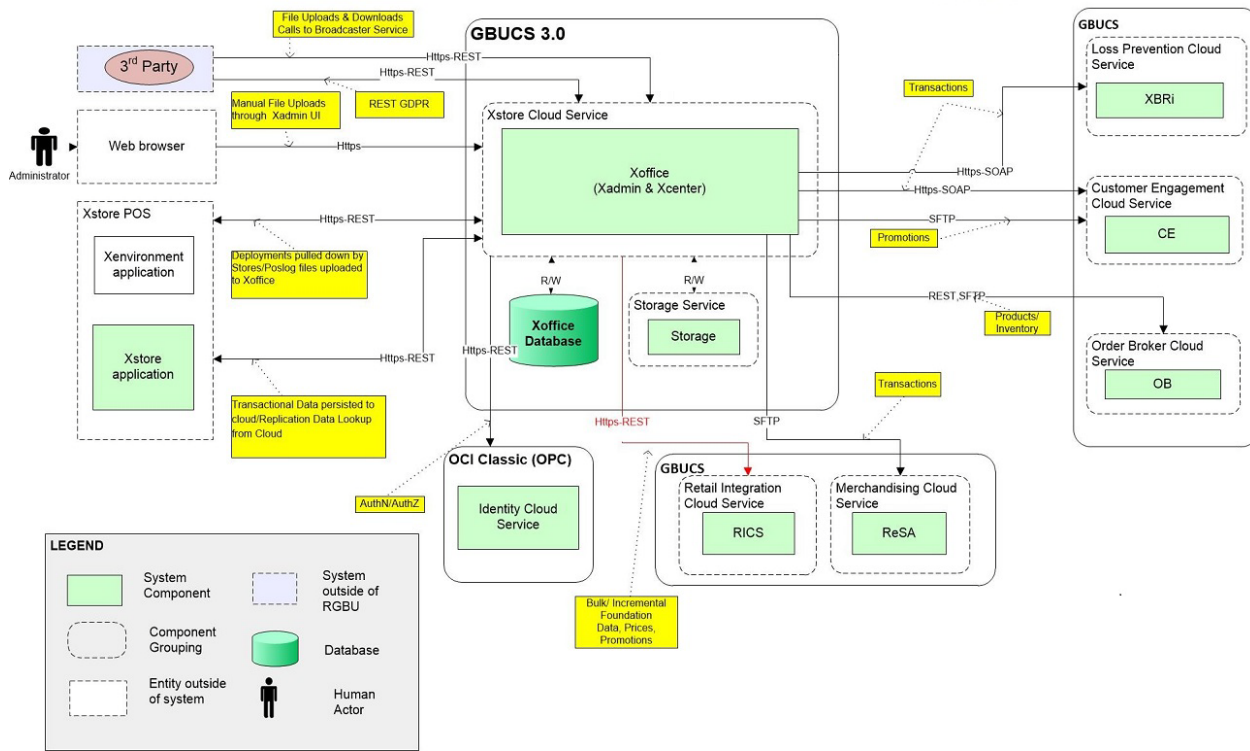 File Uploads & Downloads
Calls to Broadcaster Service
GBUCS 3.0
GBUCS
3rd Party
Https-REST
Https-REST
REST GDPR
Manual File Uploads
through Xadmin UI
Administrator
Web browser
Https
Xstore Cloud Service
Xoffice
(Xadmin & Xcenter)
Transactions
Loss Prevention Cloud
Service
XBRi
Https-SOAP
Https-SOAP
SFTP
Promotions
Customer Engagement
Cloud Service
CE
Xstore POS
Xenvironment
application
Https-REST
Deployments pulled down by
Stores/Poslog files uploaded
to Xoffice
Xstore
application
Https-REST
Transactional Data persisted to
cloud/Replication Data Lookup
from Cloud
R/W
R/W
Xoffice
Database
Storage Service
Storage
Https-REST
REST,SFTP
Products/
Inventory
Order Broker Cloud
Service
OB
Transactions
Https-REST
SFTP
OCI Classic (OPC)
Identity Cloud
Service
AuthN/AuthZ
GBUCS
Retail Integration
Cloud Service
RICS
Merchandising Cloud
Service
ReSA
Bulk/ Incremental
Foundation
Data, Prices,
Promotions
LEGEND
System
Component
System
outside of
RGBU
Component
Grouping
Database
Entity outside
of system
Human
Actor